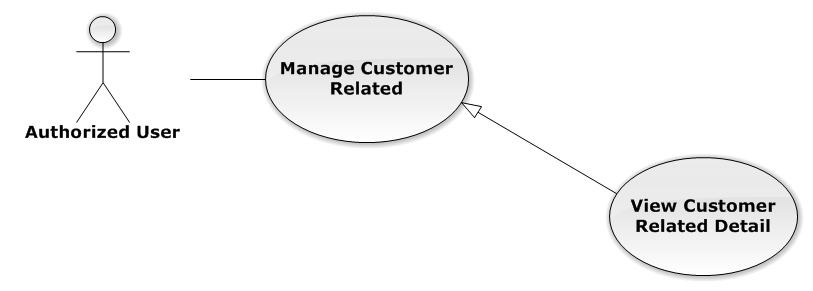 Manage Customer
Related
Authorized User
View Customer
Related Detail